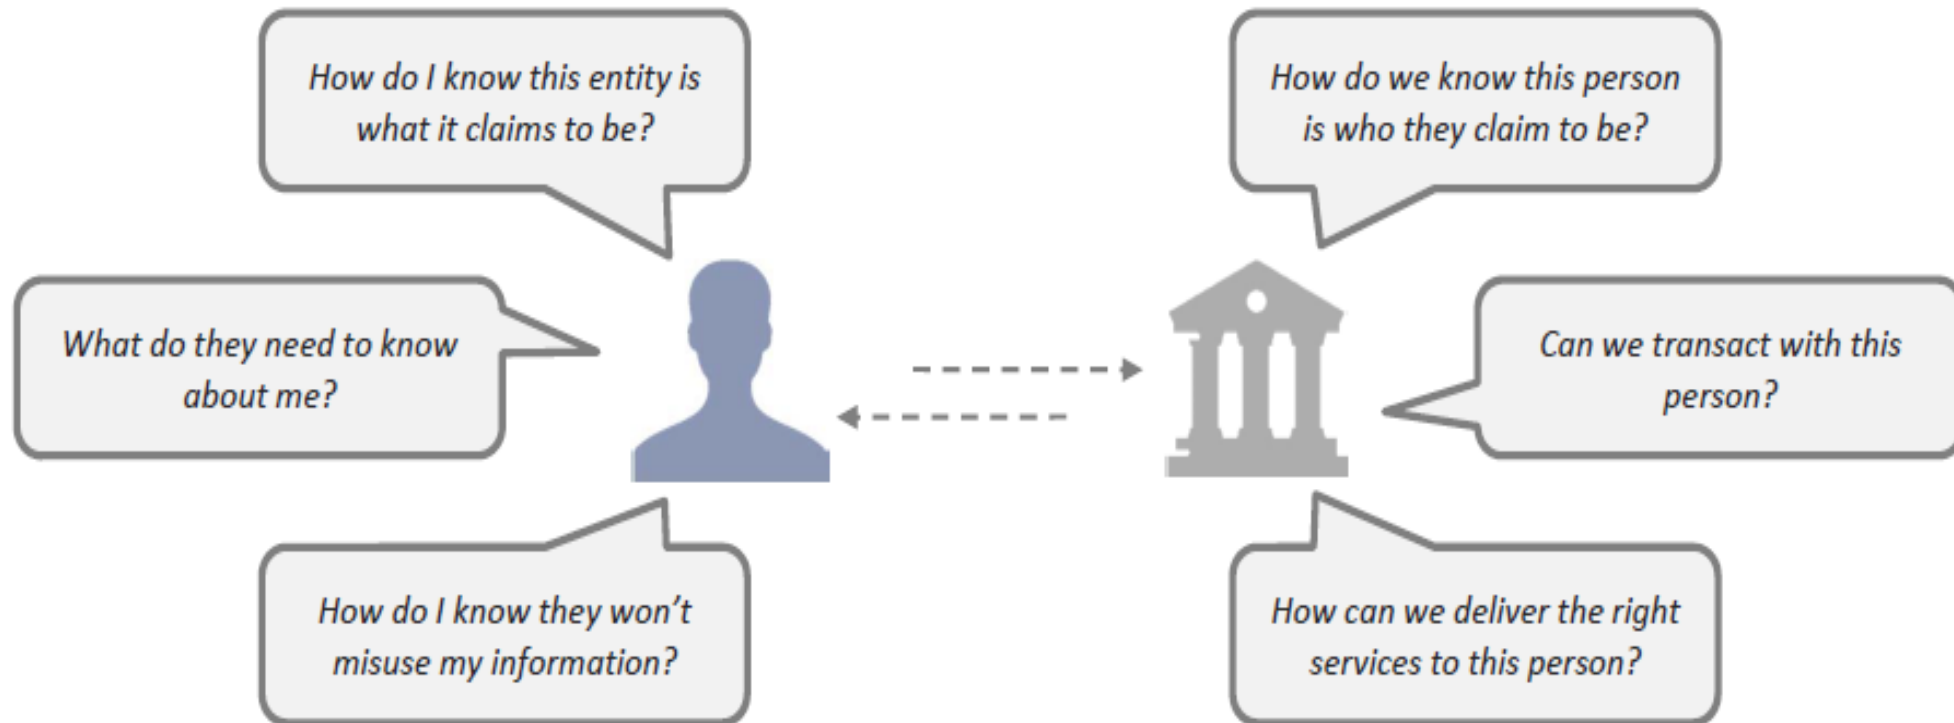 How do I know this entity is
what it claims to be?
How do we know this person
is who they claim to be?
What do they need to know
about me?
Can we transact with this
person?
How do I know they won’t
misuse my information?
How can we deliver the right
services to this person?